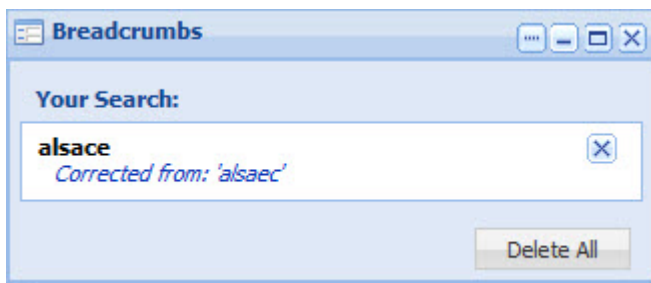 Breadcrumbs
Your Search:
alsace
Corrected from: 'alsaec'
Delete All